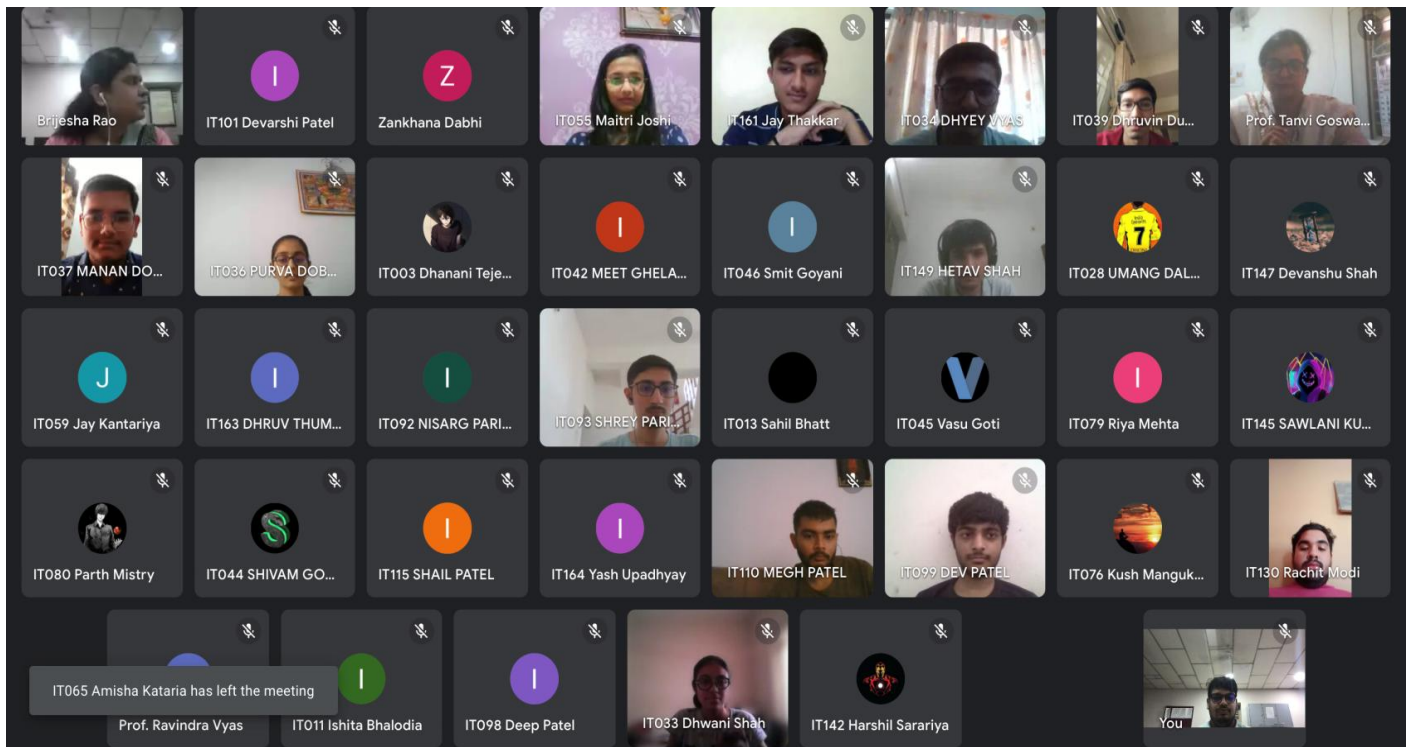 Brijesha Rao
I
IT101 Devarshi Patel
Z
Zankhana Dabhi
IT055 Maitri Joshi
IT161 Jay Thakkar
IT034 DHYEY VYAS
IT039 Dhruvin Du...
Prof. Tanvi Goswa...
IT037 MANAN DO...
IT036 PURVA DOB...
IT003 Dhanani Teje...
I
IT042 MEET GHELA...
I
IT046 Smit Goyani
IT149 HETAV SHAH
7
IT028 UMANG DAL...
IT147 Devanshu Shah
J
IT059 Jay Kantariya
I
IT163 DHRUV THUM...
I
IT092 NISARG PARI...
IT093 SHREY PARI...
IT013 Sahil Bhatt
V
IT045 Vasu Goti
I
IT079 Riya Mehta
IT145 SAWLANI KU...
IT080 Parth Mistry
S
IT044 SHIVAM GO...
I
IT115 SHAIL PATEL
I
IT164 Yash Upadhyay
IT110 MEGH PATEL
IT099 DEV PATEL
IT076 Kush Manguk...
IT130 Rachit Modi
IT065 Amisha Kataria has left the meeting
Prof. Ravindra Vyas
I
IT011 Ishita Bhalodia
I
IT098 Deep Patel
IT033 Dhwani Shah
IT142 Harshil Sarariya
You